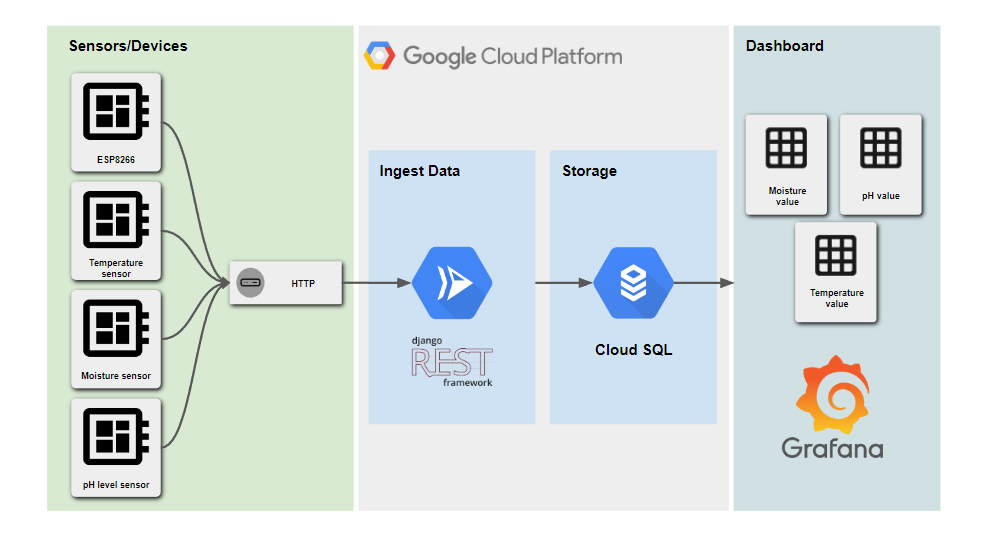 Sensors/Devices
ESP8266
Temperature
sensor
Moisture sensor
pH level sensor
HTTP
Google Cloud Platform
Ingest Data
django
REST
framework
Storage
Cloud SQL
Dashboard
Moisture
value
pH value
Temperature
value
Grafana